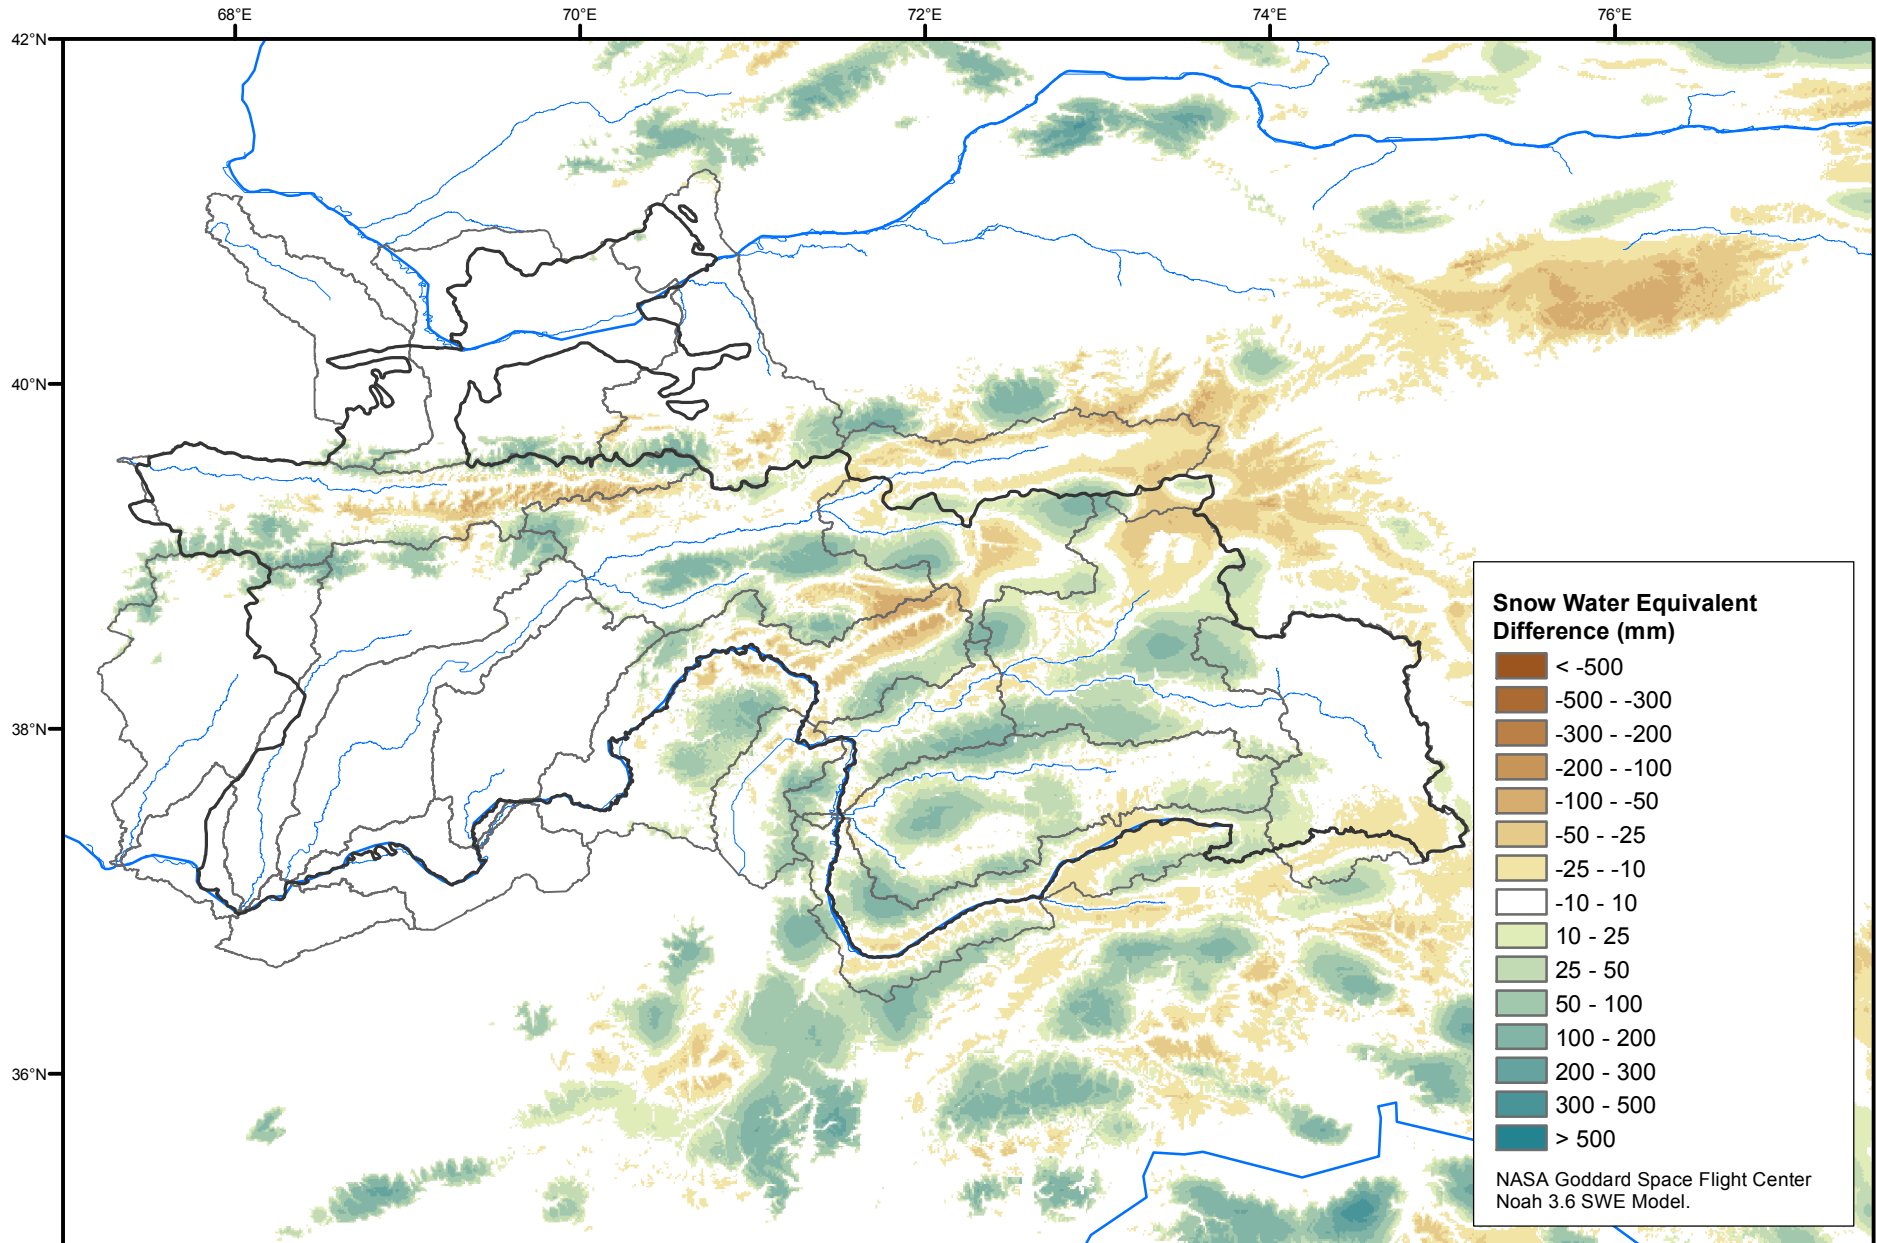 68°E
70°E
72°E
74°E
76°E
42°N
40°N
38°N
36°N
Snow Water Equivalent
Difference (mm)
< -500
-500 - -300
-300 - -200
-200 - -100
-100 - -50
-50 - -25
-25 - -10
-10 - 10
10 - 25
25 - 50
50 - 100
100 - 200
200 - 300
300 - 500
> 500
NASA Goddard Space Flight Center
Noah 3.6 SWE Model.